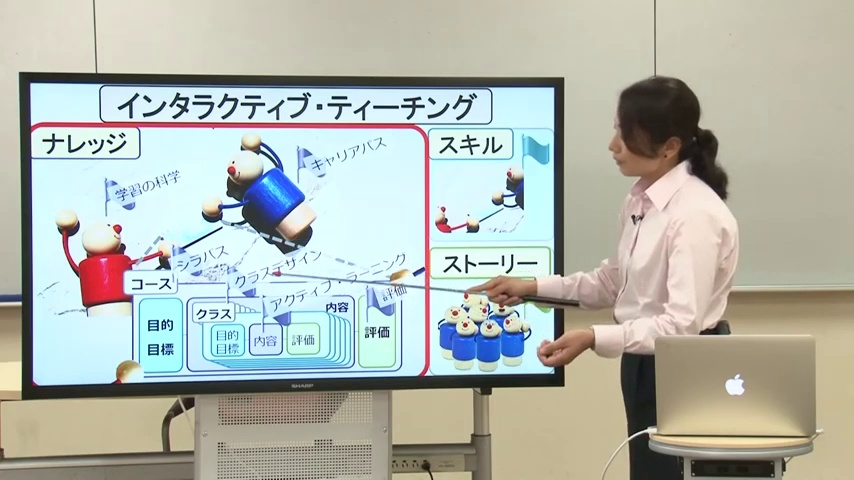 インタラクティブ・ティーチング
ナレッジ
キャリアパス
学習の科学
シラバス
クラスデザイン
アクティブ・ラーニング
評価
コース
目的
目標
クラス
内容
目的
目標
内容
評価
評価
スキル
ストーリー
SHARP